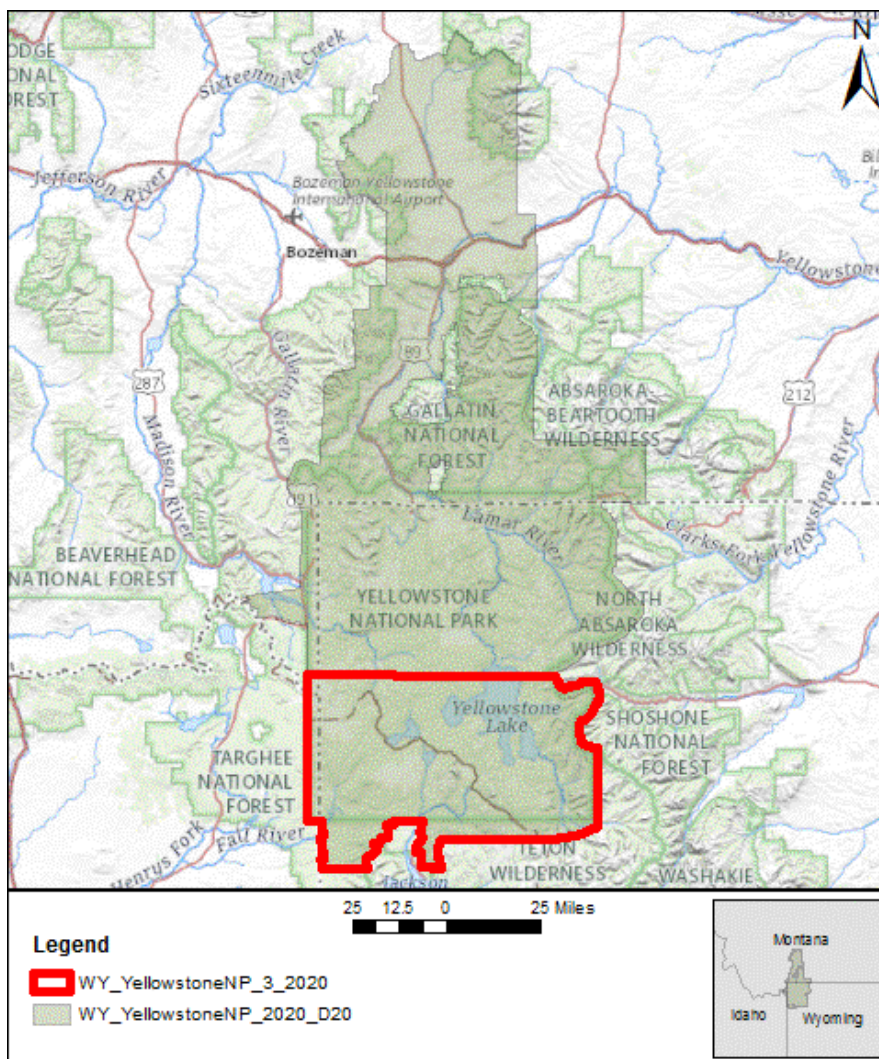 N
ODGE
NATIONAL
FOREST
Sixteenmile Creek
Jefferson River
Bozeman Yellowstone
International Airport
Bozeman
Yellowstone
Gallatin River
89
287
212
ABSAROKA-
BEARTOOTH
WILDERNESS
GALLATIN
NATIONAL
FOREST
Madison River
191
Lamar River
Clarks Fork Yellowstone River
BEAVERHEAD
NATIONAL FOREST
YELLOWSTONE
NATIONAL PARK
NORTH
ABSAROKA
WILDERNESS
Yellowstone
Lake
SHOSHONE
NATIONAL
FOREST
TARGHEE
NATIONAL
FOREST
Henrys Fork
Fall River
TETON
WILDERNESS
WASHAKIE
Jackson
25 12.5 0 25 Miles
Legend
WY_YellowstoneNP_3_2020
WY_YellowstoneNP_2020_D20
Montana
Idaho
Wyoming